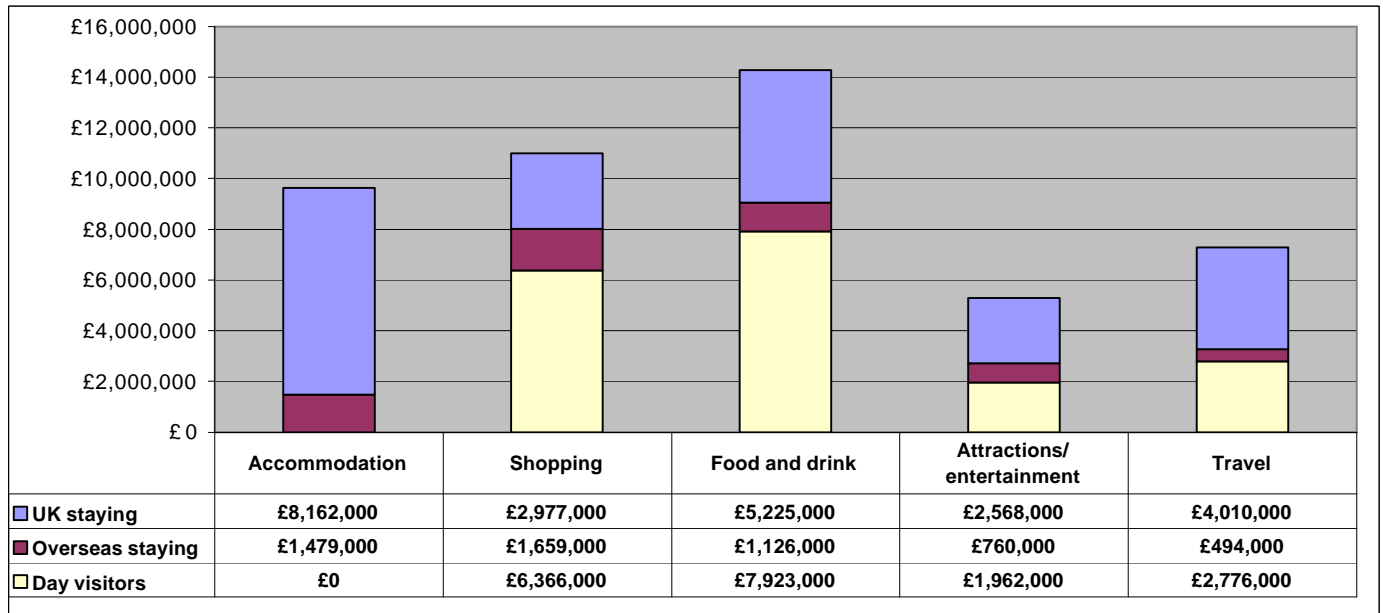 £16,000,000
£14,000,000
£12,000,000
£10,000,000
£8,000,000
£6,000,000
£4,000,000
£2,000,000
£0
Accommodation Shopping Food and drink Attractions/ entertainment Travel
UK staying £8,162,000 £2,977,000 £5,225,000 £2,568,000 £4,010,000
Overseas staying £1,479,000 £1,659,000 £1,126,000 £760,000 £494,000
Day visitors £0 £6,366,000 £7,923,000 £1,962,000 £2,776,000